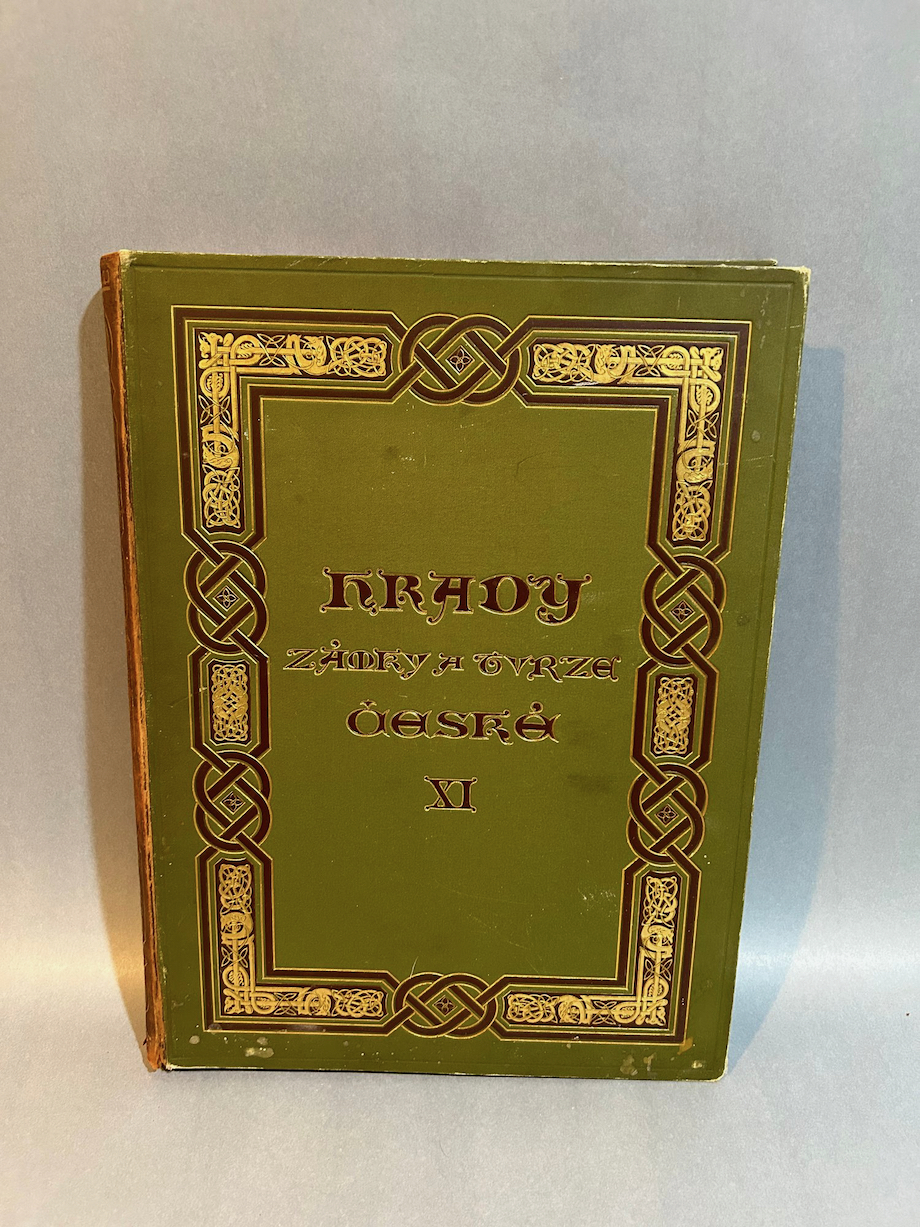 HRADY
ZÁMKY A TVRZE
ČESKÉ
XI